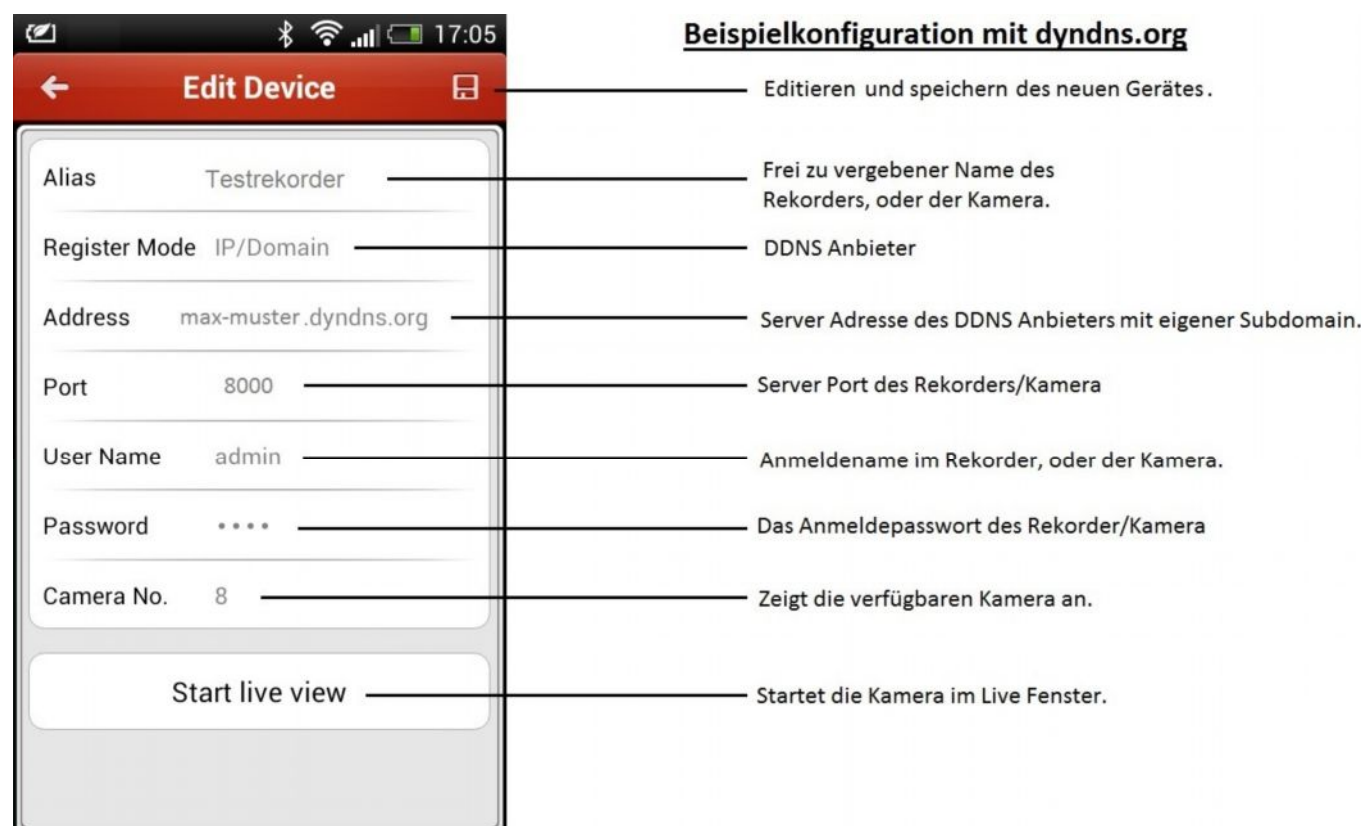 17:05
Beispielkonfiguration mit dyndns.org
Edit Device
Editieren und speichern des neuen Gerätes.
Alias Testrekorder
Frei zu vergebener Name des
Rekorders, oder der Kamera.
Register Mode IP/Domain
DDNS Anbieter
Address max-muster.dyndns.org
Server Adresse des DDNS Anbieters mit eigener Subdomain.
Port 8000
Server Port des Rekorders/Kamera
User Name admin
Anmeldename im Rekorder, oder der Kamera.
Password ••••
Das Anmeldepasswort des Rekorder/Kamera
Camera No. 8
Zeigt die verfügbaren Kamera an.
Start live view
Startet die Kamera im Live Fenster.